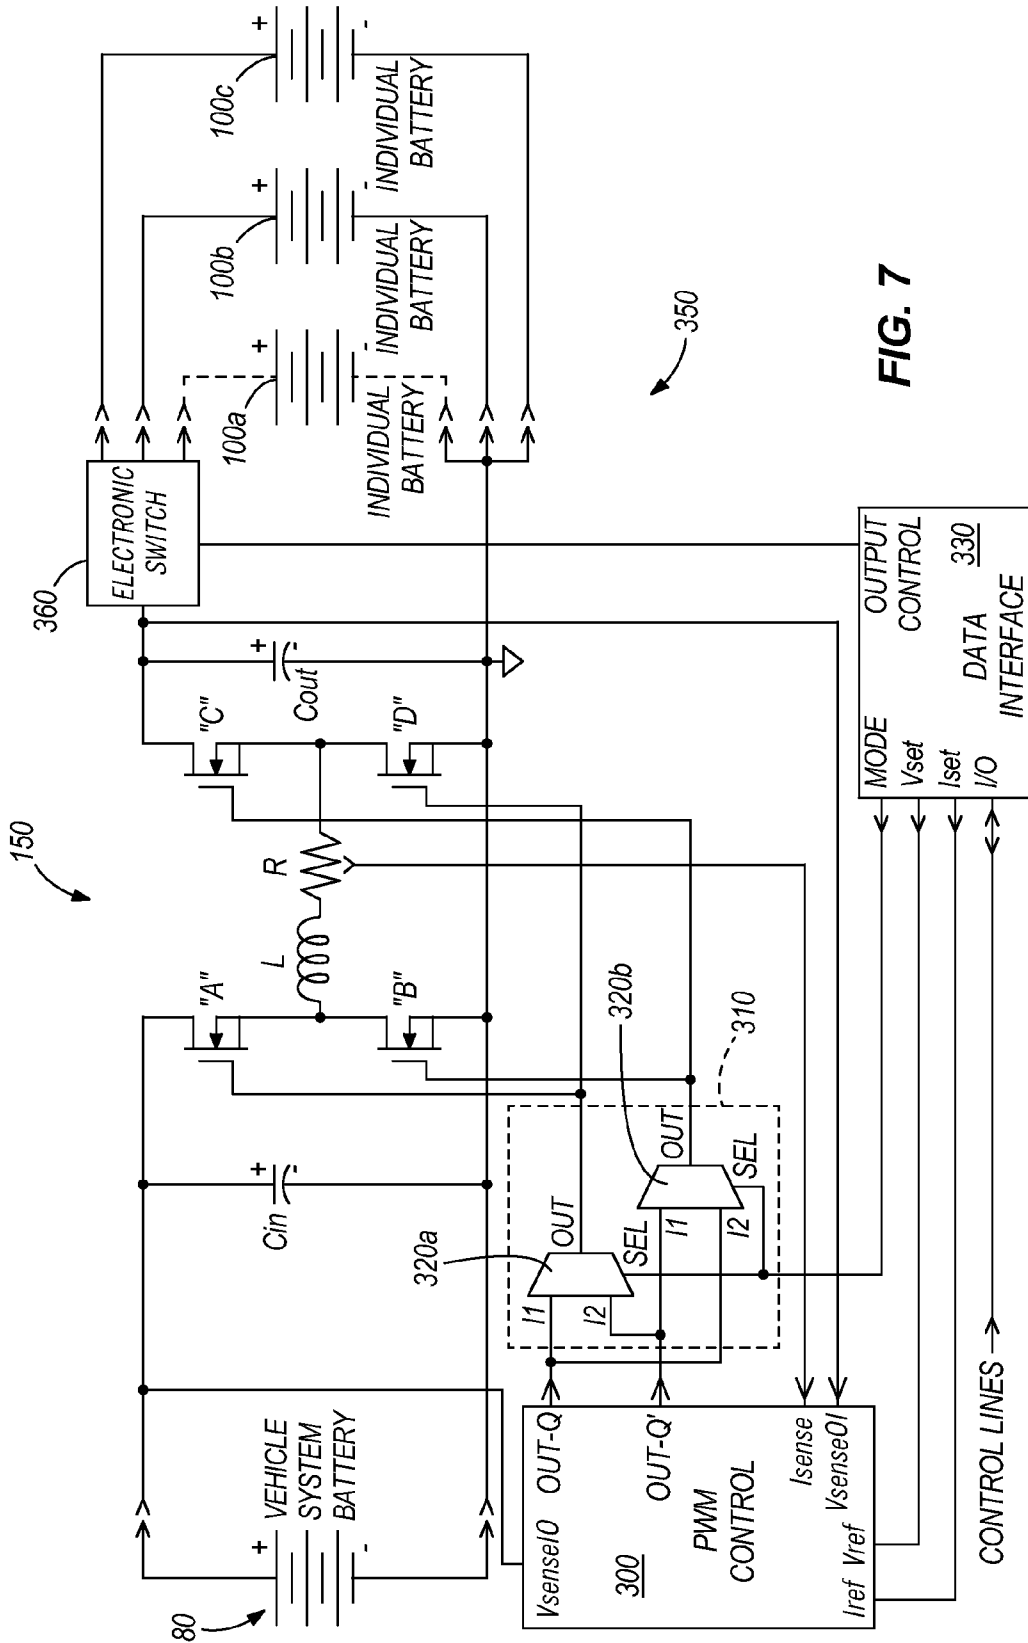 150
360
ELECTRONIC
SWITCH
80
+
-
VEHICLE
SYSTEM
BATTERY
+
-
Cin
"A"
"B"
L
R
"C"
"D"
+
-
Cout
100a
+
-
INDIVIDUAL
BATTERY
100b
+
-
INDIVIDUAL
BATTERY
100c
+
-
INDIVIDUAL
BATTERY
350
VsenseIO
OUT-Q
OUT-Q'
300
PWM
CONTROL
Isense
VsenseOI
Iref
Vref
320a
I1
I2
OUT
SEL
320b
I1
I2
OUT
SEL
310
MODE
Vset
Iset
I/O
OUTPUT
CONTROL
330
DATA
INTERFACE
CONTROL LINES
FIG. 7